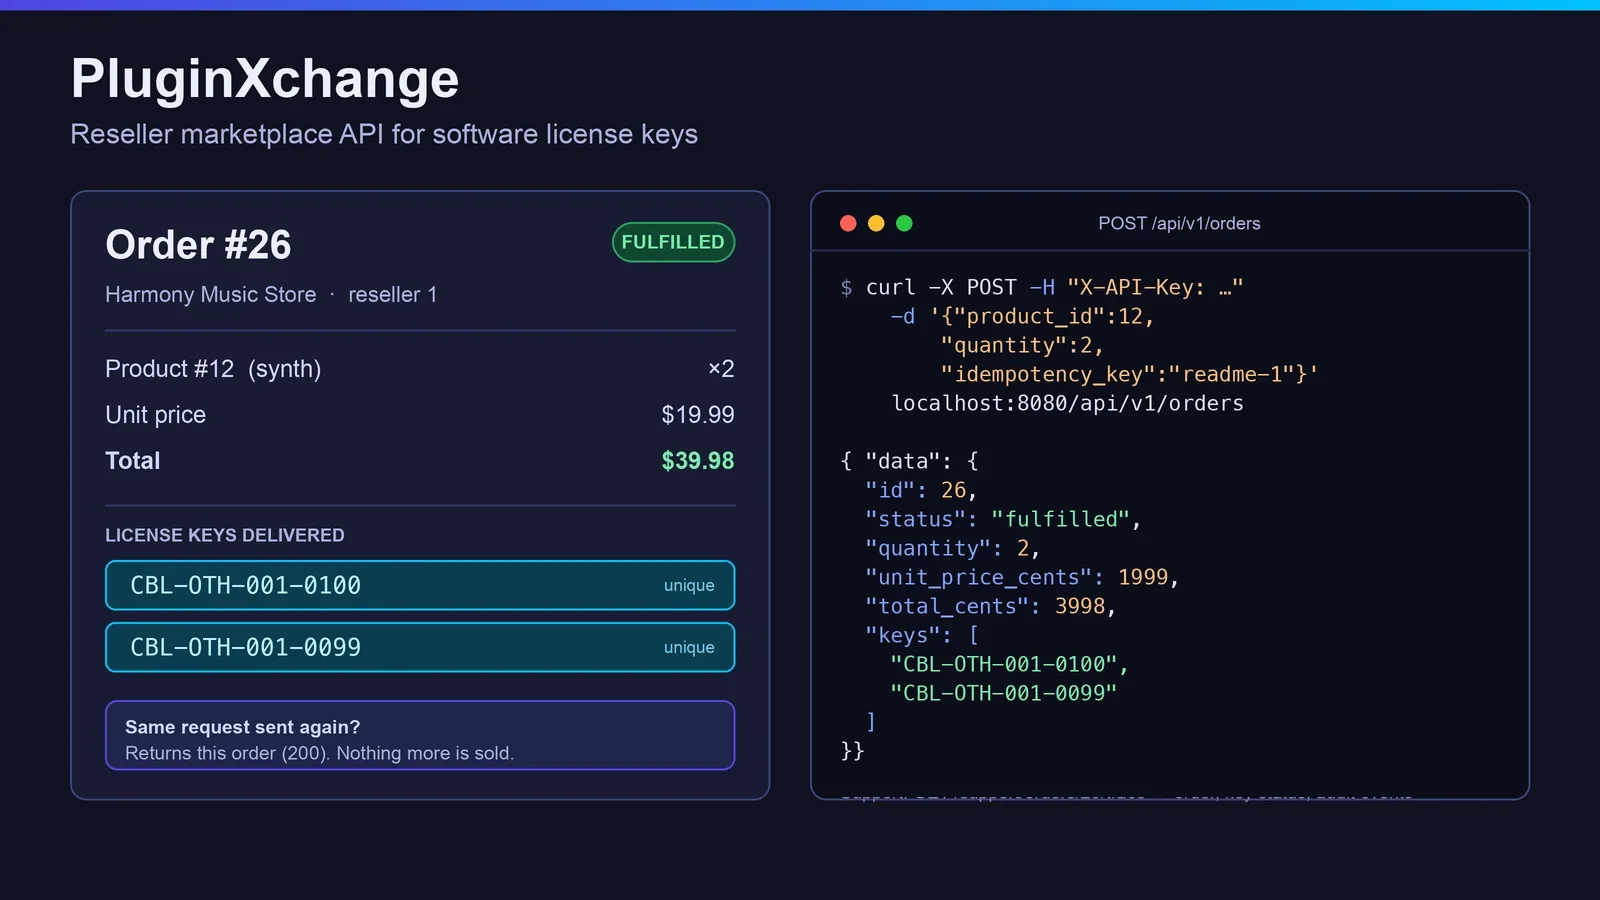 PluginXchange
Reseller marketplace API for software license keys
Order #26
FULFILLED
Harmony Music Store · reseller 1
Product #12 (synth) ×2
Unit price $19.99
Total $39.98
LICENSE KEYS DELIVERED
CBL-OTH-001-0100 unique
CBL-OTH-001-0099 unique
Same request sent again?
Returns this order (200). Nothing more is sold.
POST /api/v1/orders
$ curl -X POST -H "X-API-Key: …"
-d '{"product_id":12,
"quantity":2,
"idempotency_key":"readme-1"}'
localhost:8080/api/v1/orders
{ "data": {
"id": 26,
"status": "fulfilled",
"quantity": 2,
"unit_price_cents": 1999,
"total_cents": 3998,
"keys": [
"CBL-OTH-001-0100",
"CBL-OTH-001-0099"
]
}}